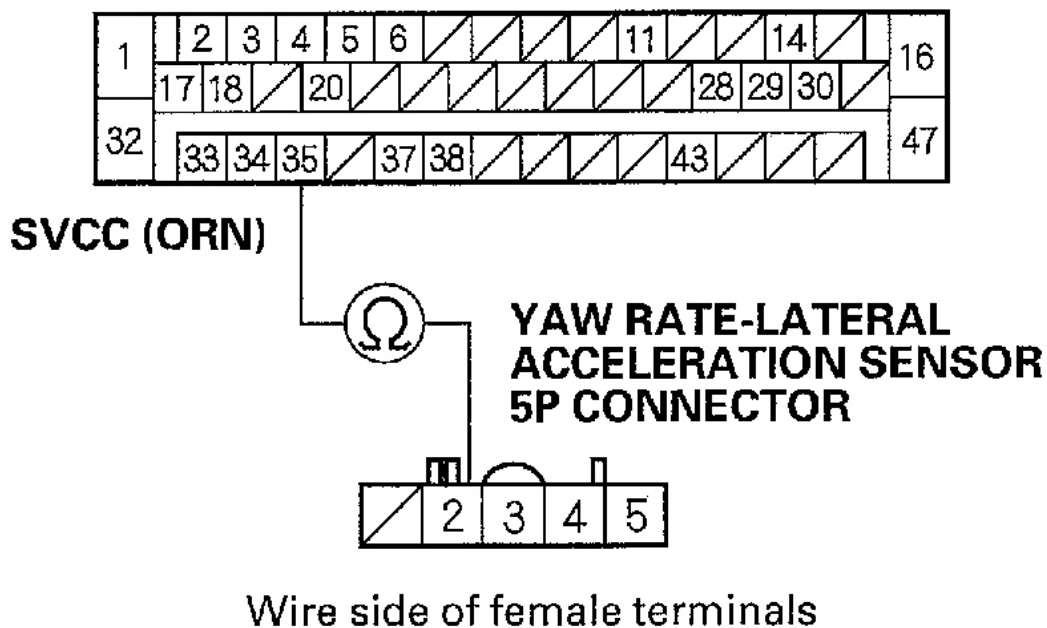 1 2 3 4 5 6 11 14 16
17 18 20 28 29 30
32 33 34 35 37 38 43 47
SVCC (ORN)
Ω
YAW RATE-LATERAL
ACCELERATION SENSOR
5P CONNECTOR
2 3 4 5
Wire side of female terminals